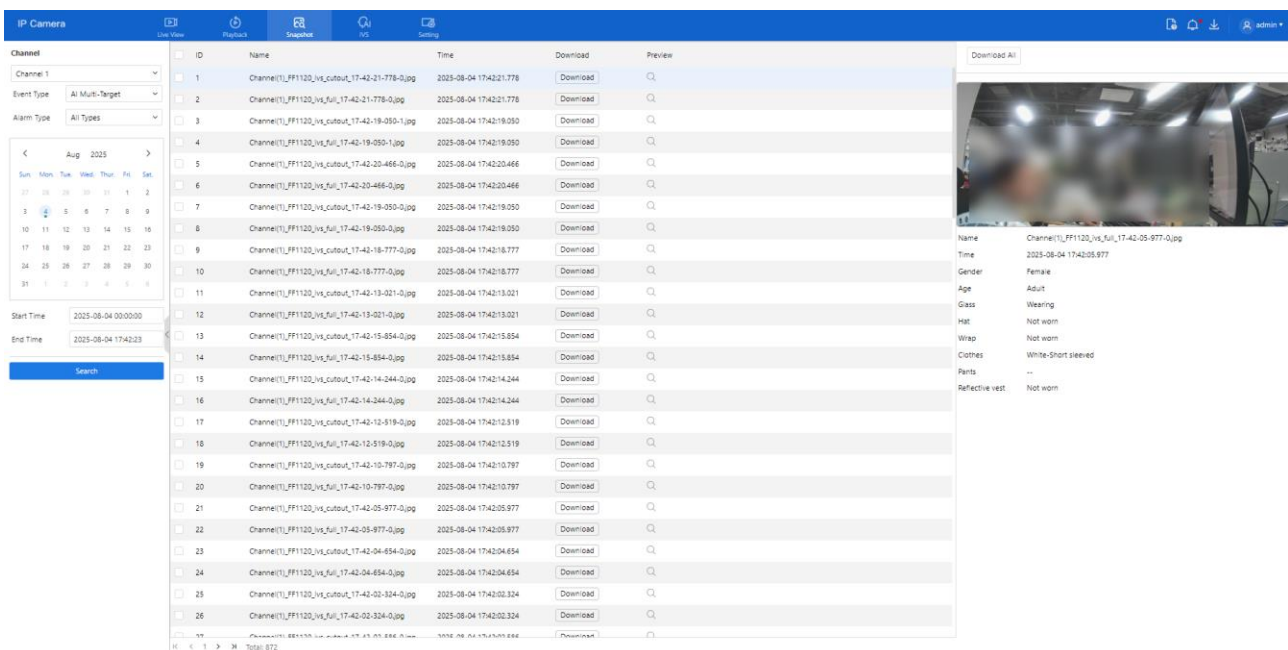 IP Camera
Live View
Playback
Snapshot
IVS
Setting
admin
Channel
Channel 1
Event Type AI Multi-Target
Alarm Type All Types
Aug 2025
Sun. Mon. Tue. Wed. Thur. Fri. Sat.
27 28 29 30 31 1 2
3 4 5 6 7 8 9
10 11 12 13 14 15 16
17 18 19 20 21 22 23
24 25 26 27 28 29 30
31 1 2 3 4 5 6
Start Time 2025-08-04 00:00:00
End Time 2025-08-04 17:42:23
Search
ID Name Time Download Preview
1 Channel(1)_FF1120_ivs_cutout_17-42-21-778-0.jpg 2025-08-04 17:42:21.778 Download
2 Channel(1)_FF1120_ivs_full_17-42-21-778-0.jpg 2025-08-04 17:42:21.778 Download
3 Channel(1)_FF1120_ivs_cutout_17-42-19-050-1.jpg 2025-08-04 17:42:19.050 Download
4 Channel(1)_FF1120_ivs_full_17-42-19-050-1.jpg 2025-08-04 17:42:19.050 Download
5 Channel(1)_FF1120_ivs_cutout_17-42-20-466-0.jpg 2025-08-04 17:42:20.466 Download
6 Channel(1)_FF1120_ivs_full_17-42-20-466-0.jpg 2025-08-04 17:42:20.466 Download
7 Channel(1)_FF1120_ivs_cutout_17-42-19-050-0.jpg 2025-08-04 17:42:19.050 Download
8 Channel(1)_FF1120_ivs_full_17-42-19-050-0.jpg 2025-08-04 17:42:19.050 Download
9 Channel(1)_FF1120_ivs_cutout_17-42-18-777-0.jpg 2025-08-04 17:42:18.777 Download
10 Channel(1)_FF1120_ivs_full_17-42-18-777-0.jpg 2025-08-04 17:42:18.777 Download
11 Channel(1)_FF1120_ivs_cutout_17-42-13-021-0.jpg 2025-08-04 17:42:13.021 Download
12 Channel(1)_FF1120_ivs_full_17-42-13-021-0.jpg 2025-08-04 17:42:13.021 Download
13 Channel(1)_FF1120_ivs_cutout_17-42-15-854-0.jpg 2025-08-04 17:42:15.854 Download
14 Channel(1)_FF1120_ivs_full_17-42-15-854-0.jpg 2025-08-04 17:42:15.854 Download
15 Channel(1)_FF1120_ivs_cutout_17-42-14-244-0.jpg 2025-08-04 17:42:14.244 Download
16 Channel(1)_FF1120_ivs_full_17-42-14-244-0.jpg 2025-08-04 17:42:14.244 Download
17 Channel(1)_FF1120_ivs_cutout_17-42-12-519-0.jpg 2025-08-04 17:42:12.519 Download
18 Channel(1)_FF1120_ivs_full_17-42-12-519-0.jpg 2025-08-04 17:42:12.519 Download
19 Channel(1)_FF1120_ivs_cutout_17-42-10-797-0.jpg 2025-08-04 17:42:10.797 Download
20 Channel(1)_FF1120_ivs_full_17-42-10-797-0.jpg 2025-08-04 17:42:10.797 Download
21 Channel(1)_FF1120_ivs_cutout_17-42-05-977-0.jpg 2025-08-04 17:42:05.977 Download
22 Channel(1)_FF1120_ivs_full_17-42-05-977-0.jpg 2025-08-04 17:42:05.977 Download
23 Channel(1)_FF1120_ivs_cutout_17-42-04-654-0.jpg 2025-08-04 17:42:04.654 Download
24 Channel(1)_FF1120_ivs_full_17-42-04-654-0.jpg 2025-08-04 17:42:04.654 Download
25 Channel(1)_FF1120_ivs_cutout_17-42-02-324-0.jpg 2025-08-04 17:42:02.324 Download
26 Channel(1)_FF1120_ivs_full_17-42-02-324-0.jpg 2025-08-04 17:42:02.324 Download
1 Total: 872
Download All
Name Channel(1)_FF1120_ivs_full_17-42-05-977-0.jpg
Time 2025-08-04 17:42:05.977
Gender Female
Age Adult
Glass Wearing
Hat Not worn
Wrap Not worn
Clothes White-Short sleeved
Pants --
Reflective vest Not worn